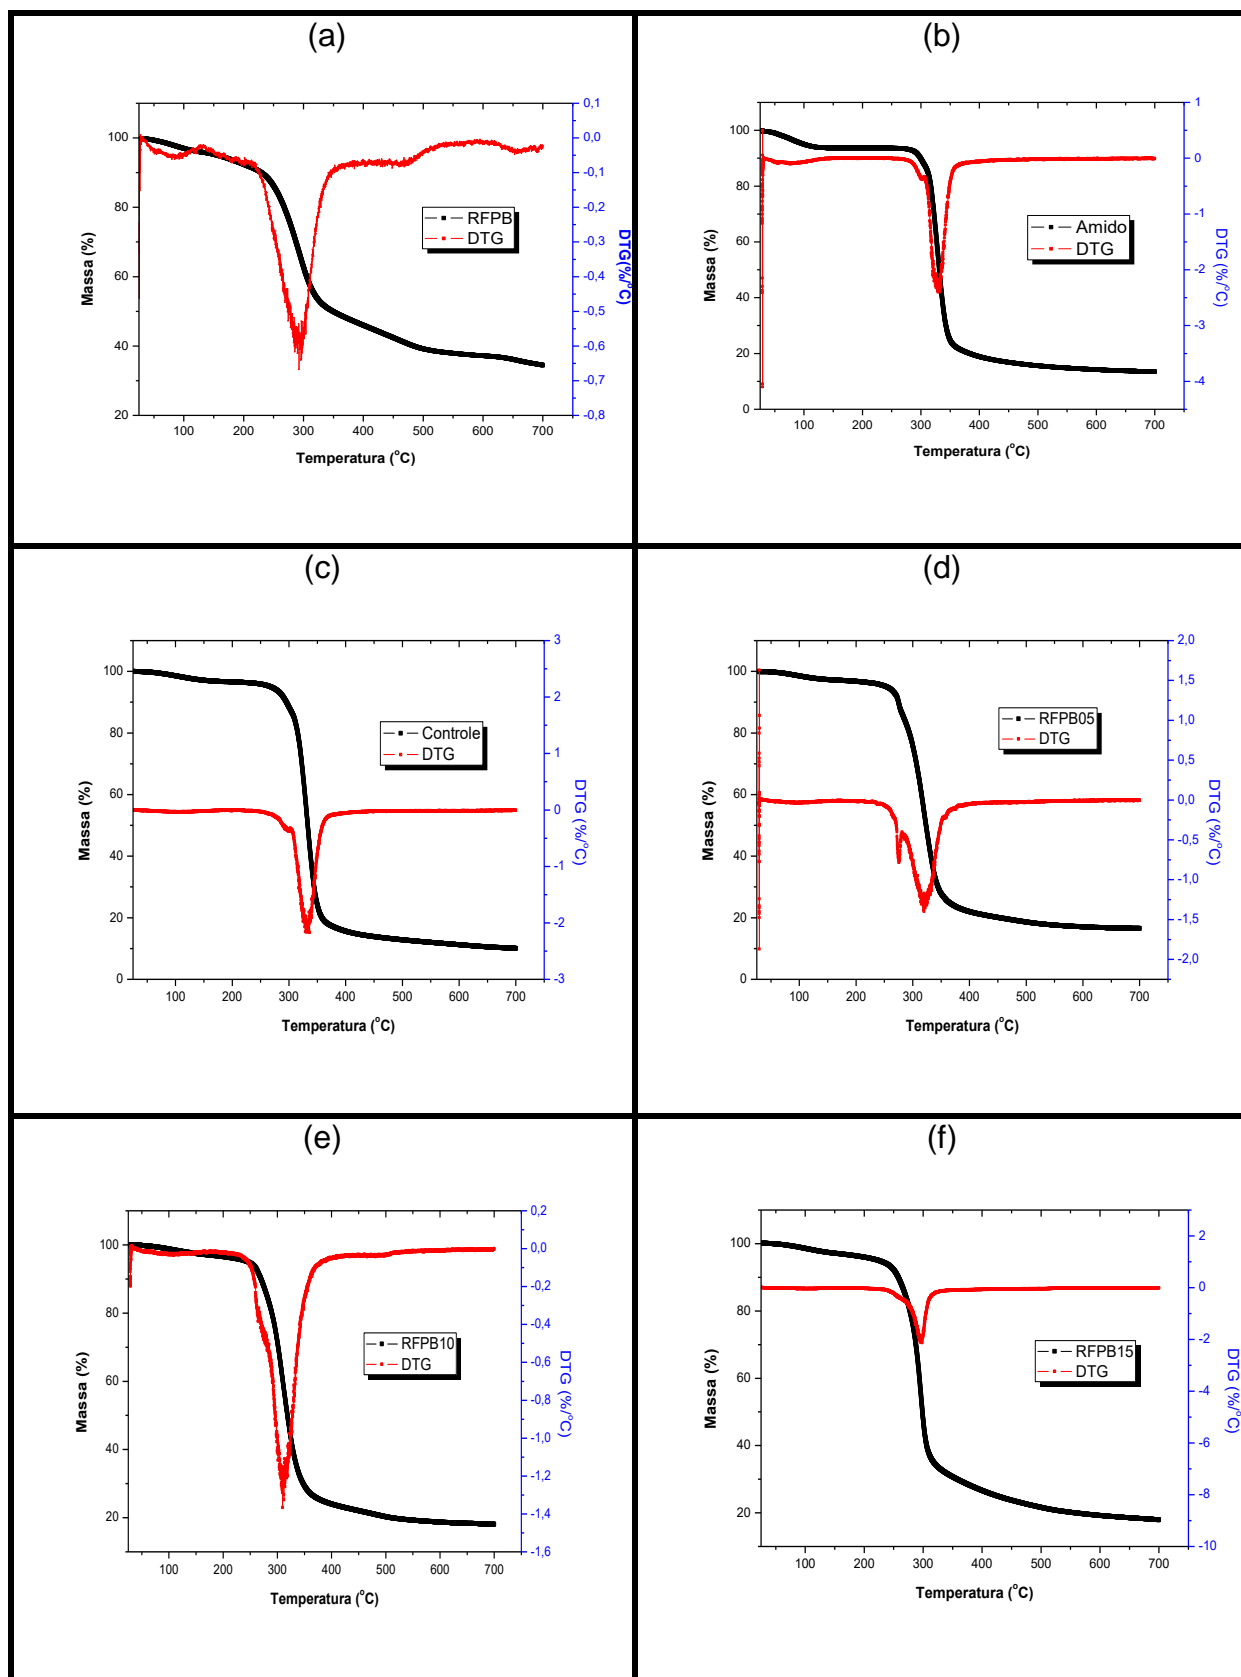 (a)
0,1
0,0
-0,1
-0,2
-0,3
-0,4
-0,5
-0,6
-0,7
-0,8
DTG(%/°C)
100
80
60
40
20
Massa (%)
RFPB
DTG
100 200 300 400 500 600 700
Temperatura (°C)
(b)
1
0
-1
-2
-3
-4
DTG (%/°C)
100
80
60
40
20
0
Massa (%)
Amido
DTG
100 200 300 400 500 600 700
Temperatura (°C)
(c)
3
2
1
0
-1
-2
-3
DTG (%/°C)
100
80
60
40
20
0
Massa (%)
Controle
DTG
100 200 300 400 500 600 700
Temperatura (°C)
(d)
2,0
1,5
1,0
0,5
0,0
-0,5
-1,0
-1,5
-2,0
DTG (%/°C)
100
80
60
40
20
0
Massa (%)
RFPB05
DTG
100 200 300 400 500 600 700
Temperatura (°C)
(e)
0,2
0,0
-0,2
-0,4
-0,6
-0,8
-1,0
-1,2
-1,4
-1,6
DTG (%/°C)
100
80
60
40
20
Massa (%)
RFPB10
DTG
100 200 300 400 500 600 700
Temperatura (°C)
(f)
2
0
-2
-4
-6
-8
-10
DTG (%/°C)
100
80
60
40
20
Massa (%)
RFPB15
DTG
100 200 300 400 500 600 700
Temperatura (°C)